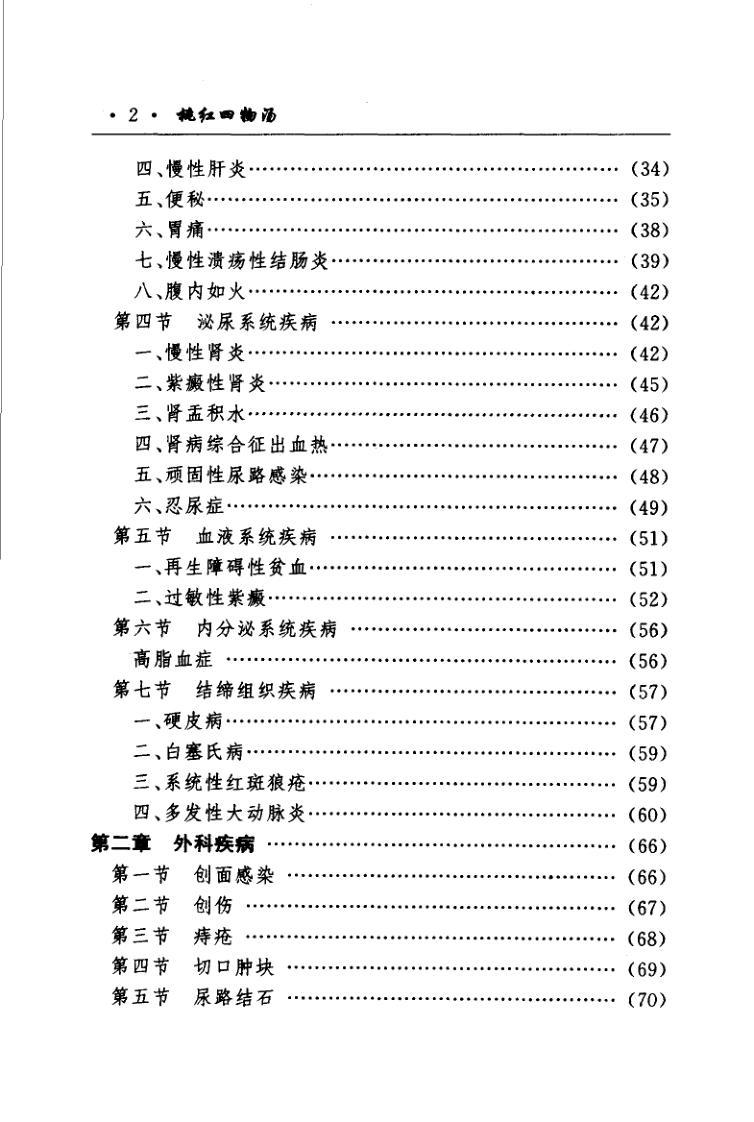 · 2 · 桃红四物汤
四、慢性肝炎………………………………………………(34)
五、便秘……………………………………………………(35)
六、胃痛……………………………………………………(38)
七、慢性溃疡性结肠炎……………………………………(39)
八、腹内如火………………………………………………(42)
第四节 泌尿系统疾病 ……………………………………(42)
一、慢性肾炎………………………………………………(42)
二、紫癜性肾炎……………………………………………(45)
三、肾盂积水………………………………………………(46)
四、肾病综合征出血热……………………………………(47)
五、顽固性尿路感染………………………………………(48)
六、忍尿症…………………………………………………(49)
第五节 血液系统疾病 ……………………………………(51)
一、再生障碍性贫血………………………………………(51)
二、过敏性紫癜……………………………………………(52)
第六节 内分泌系统疾病 …………………………………(56)
高脂血症 …………………………………………………(56)
第七节 结缔组织疾病 ……………………………………(57)
一、硬皮病…………………………………………………(57)
二、白塞氏病………………………………………………(59)
三、系统性红斑狼疮………………………………………(59)
四、多发性大动脉炎………………………………………(60)
第二章 外科疾病 …………………………………………(66)
第一节 创面感染 …………………………………………(66)
第二节 创伤 ………………………………………………(67)
第三节 痔疮 ………………………………………………(68)
第四节 切口肿块 …………………………………………(69)
第五节 尿路结石 …………………………………………(70)